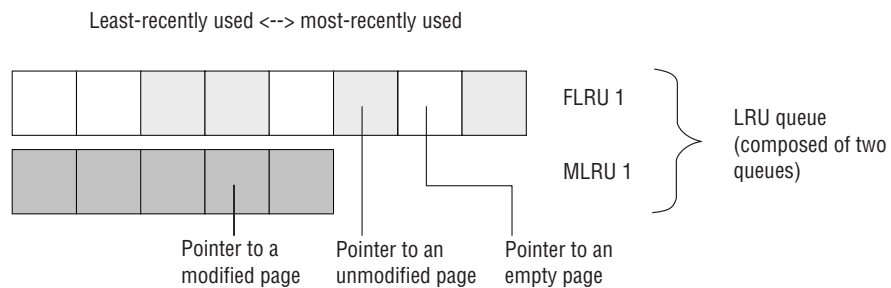 Least-recently used <--> most-recently used
FLRU 1
MLRU 1
LRU queue
(composed of two
queues)
Pointer to a
modified page
Pointer to an
unmodified page
Pointer to an
empty page